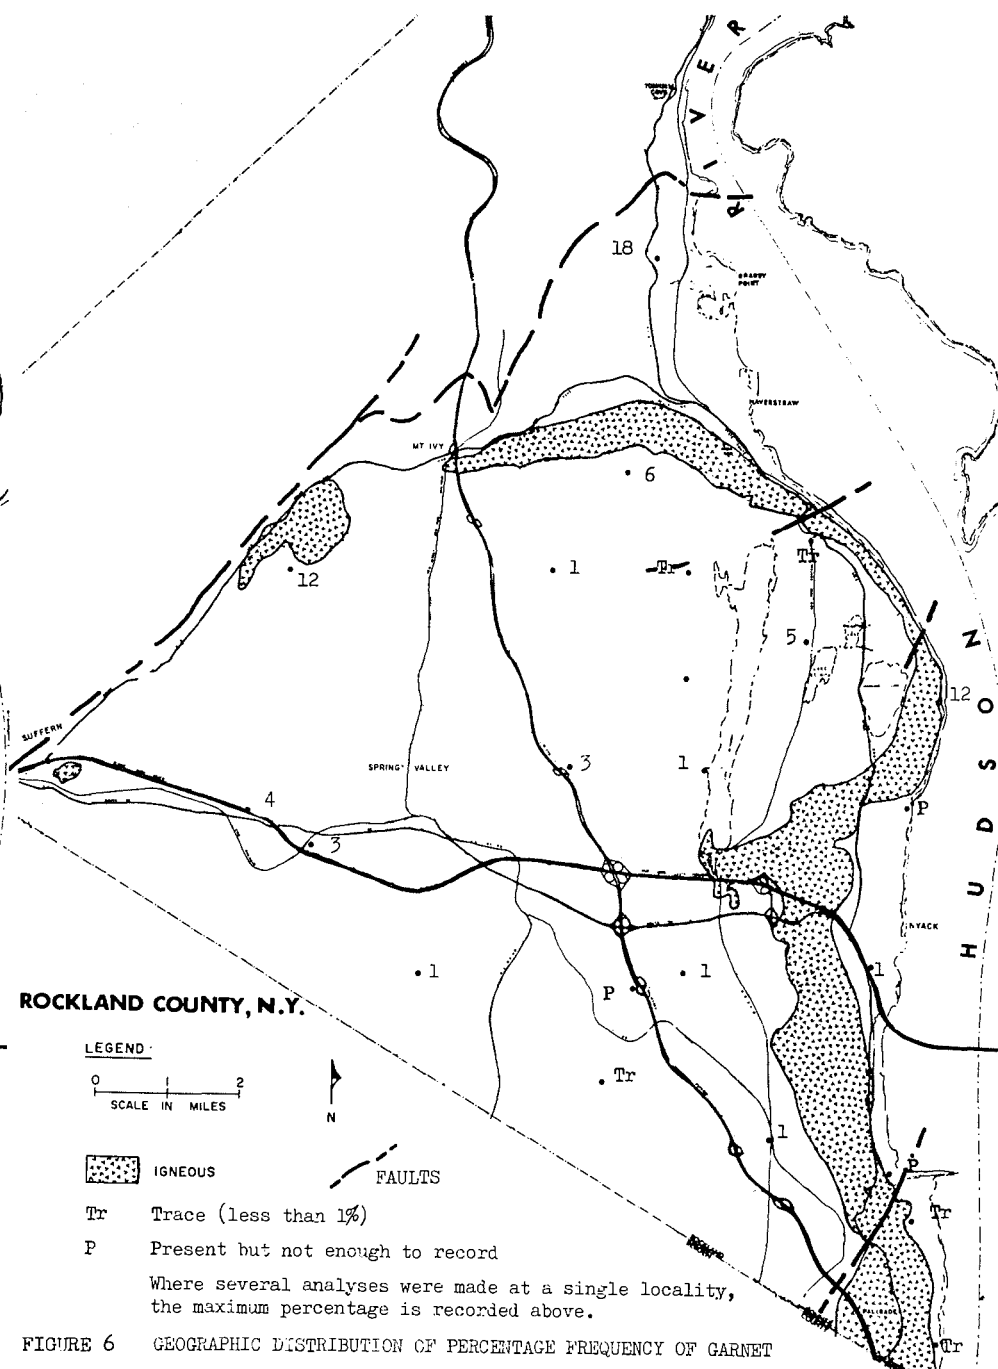 R
E
V
I
R
18
HAVERSTRAW
MT IVY
6
12
1
Tr
Tr
5
12
N
O
S
D
U
H
SUFFERN
SPRING VALLEY
3
1
4
3
P
NYACK
1
1
1
P
Tr
1
P
Tr
Tr
ROCKLAND COUNTY, N.Y.
LEGEND
0 1 2
SCALE IN MILES
N
IGNEOUS
FAULTS
Tr Trace (less than 1%)
P Present but not enough to record
Where several analyses were made at a single locality,
the maximum percentage is recorded above.
FIGURE 6 GEOGRAPHIC DISTRIBUTION OF PERCENTAGE FREQUENCY OF GARNET